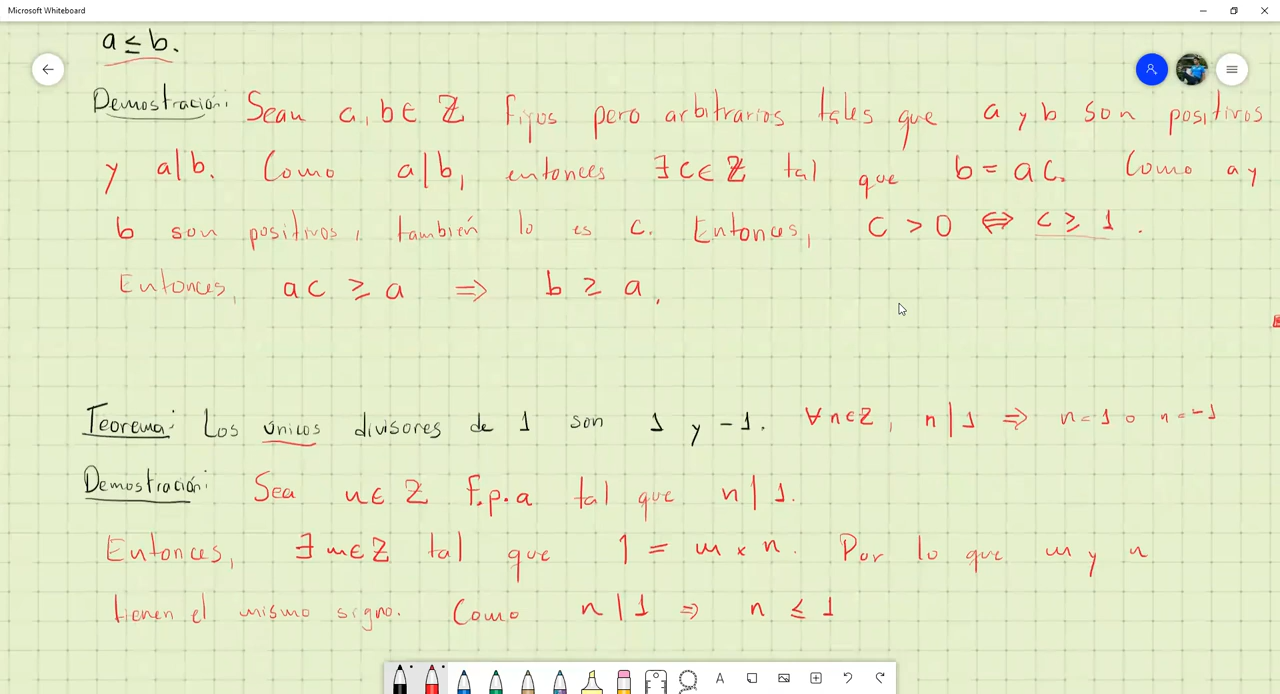 Microsoft Whiteboard
a ≤ b.
Demostración: Sean a, b ∈ ℤ fijos pero arbitrarios tales que a y b son positivos
y a|b. Como a|b, entonces ∃ c ∈ ℤ tal que b = ac. Como a y
b son positivos, también lo es c. Entonces, c > 0 ⇔ c ≥ 1.
Entonces, ac ≥ a ⇒ b ≥ a.
Teorema: Los únicos divisores de 1 son 1 y -1. ∀n∈ℤ, n|1 ⇒ n=1 o n=-1
Demostración: Sea n ∈ ℤ f.p.a tal que n|1.
Entonces, ∃ m∈ℤ tal que 1 = m × n. Por lo que m y n
tienen el mismo signo. Como n|1 ⇒ n ≤ 1
A